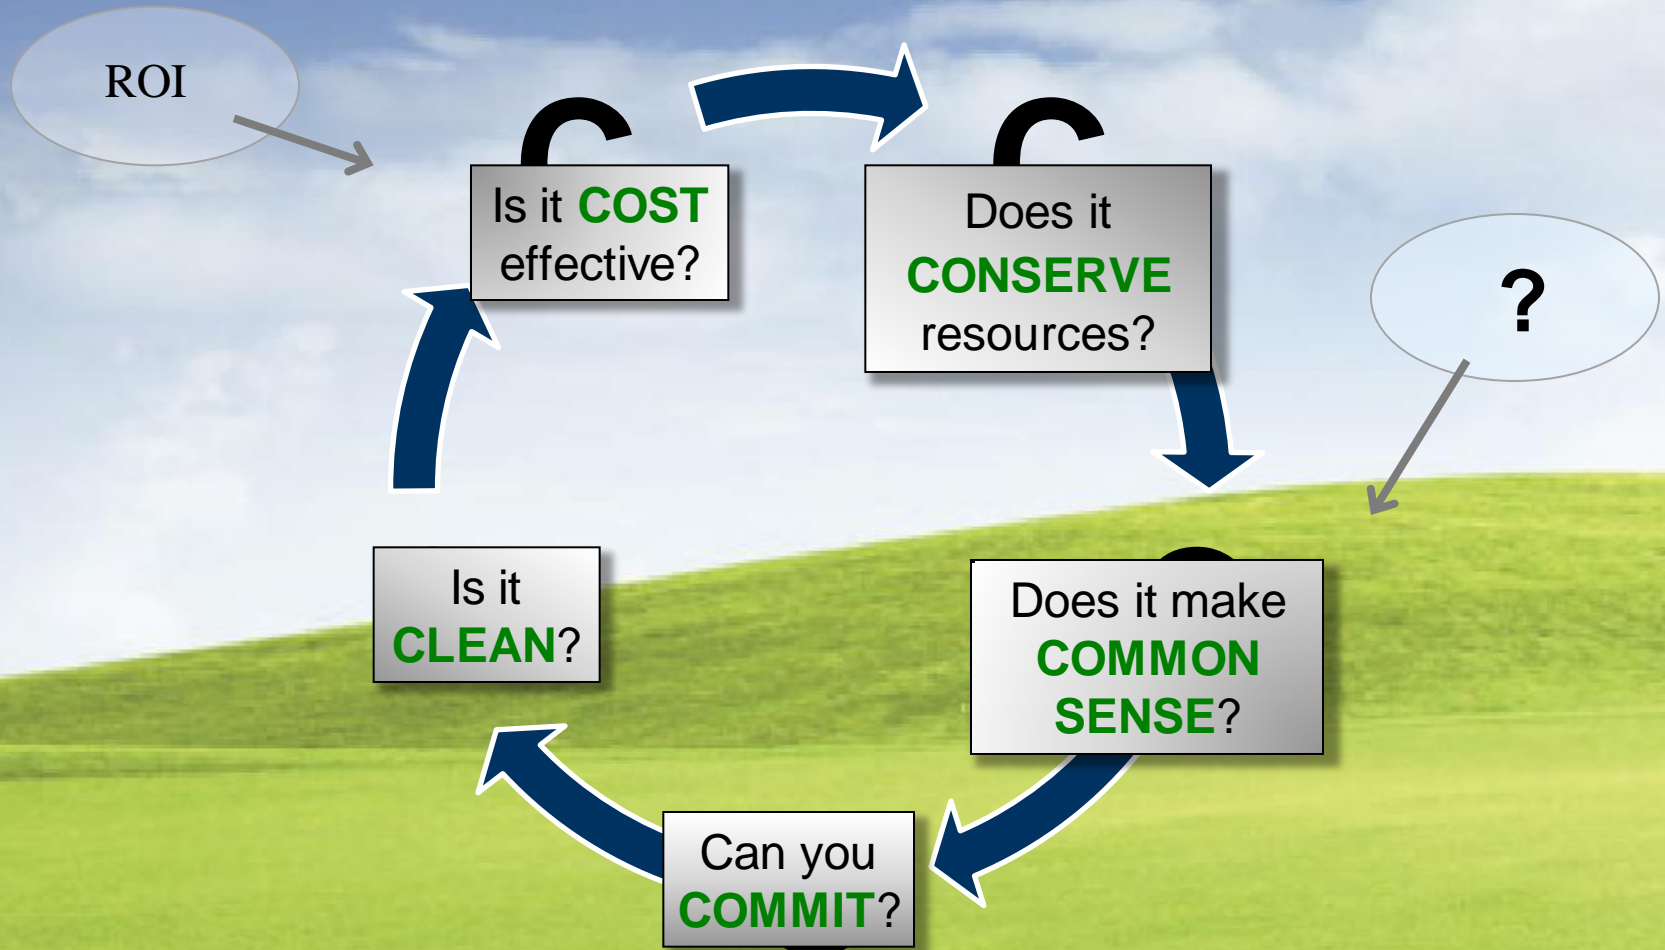 ROI
C
C
Is it COST
effective?
Does it
CONSERVE
resources?
?
Is it
CLEAN?
Does it make
COMMON
SENSE?
Can you
COMMIT?